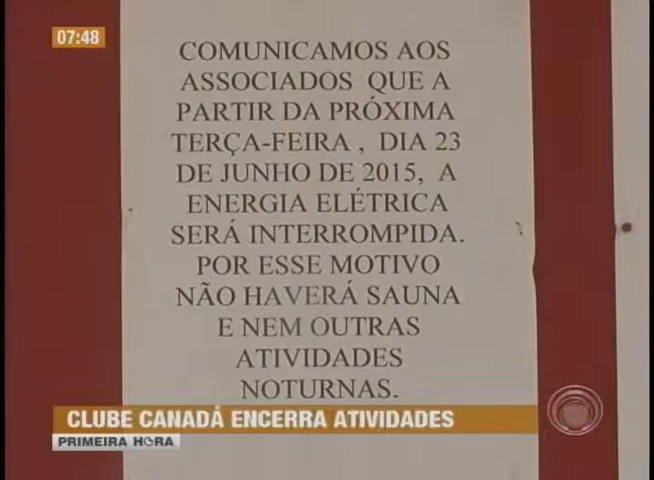 07:48
COMUNICAMOS AOS
ASSOCIADOS QUE A
PARTIR DA PRÓXIMA
TERÇA-FEIRA , DIA 23
DE JUNHO DE 2015, A
ENERGIA ELÉTRICA
SERÁ INTERROMPIDA.
POR ESSE MOTIVO
NÃO HAVERÁ SAUNA
E NEM OUTRAS
ATIVIDADES
NOTURNAS.
CLUBE CANADÁ ENCERRA ATIVIDADES
PRIMEIRA HORA